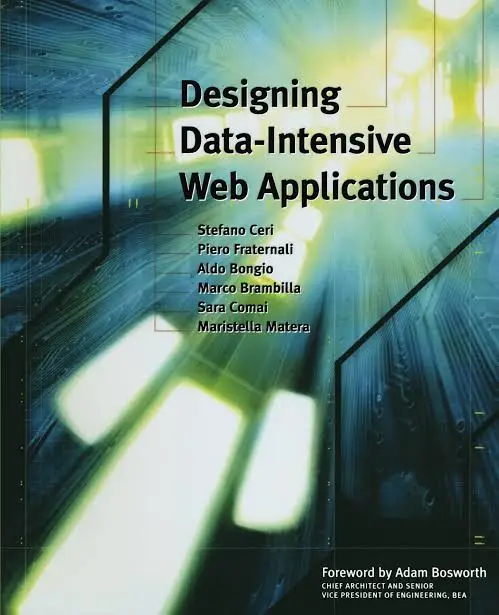 Designing
Data-Intensive
Web Applications
Stefano Ceri
Piero Fraternali
Aldo Bongio
Marco Brambilla
Sara Comai
Maristella Matera
Foreword by Adam Bosworth
CHIEF ARCHITECT AND SENIOR
VICE PRESIDENT OF ENGINEERING, BEA